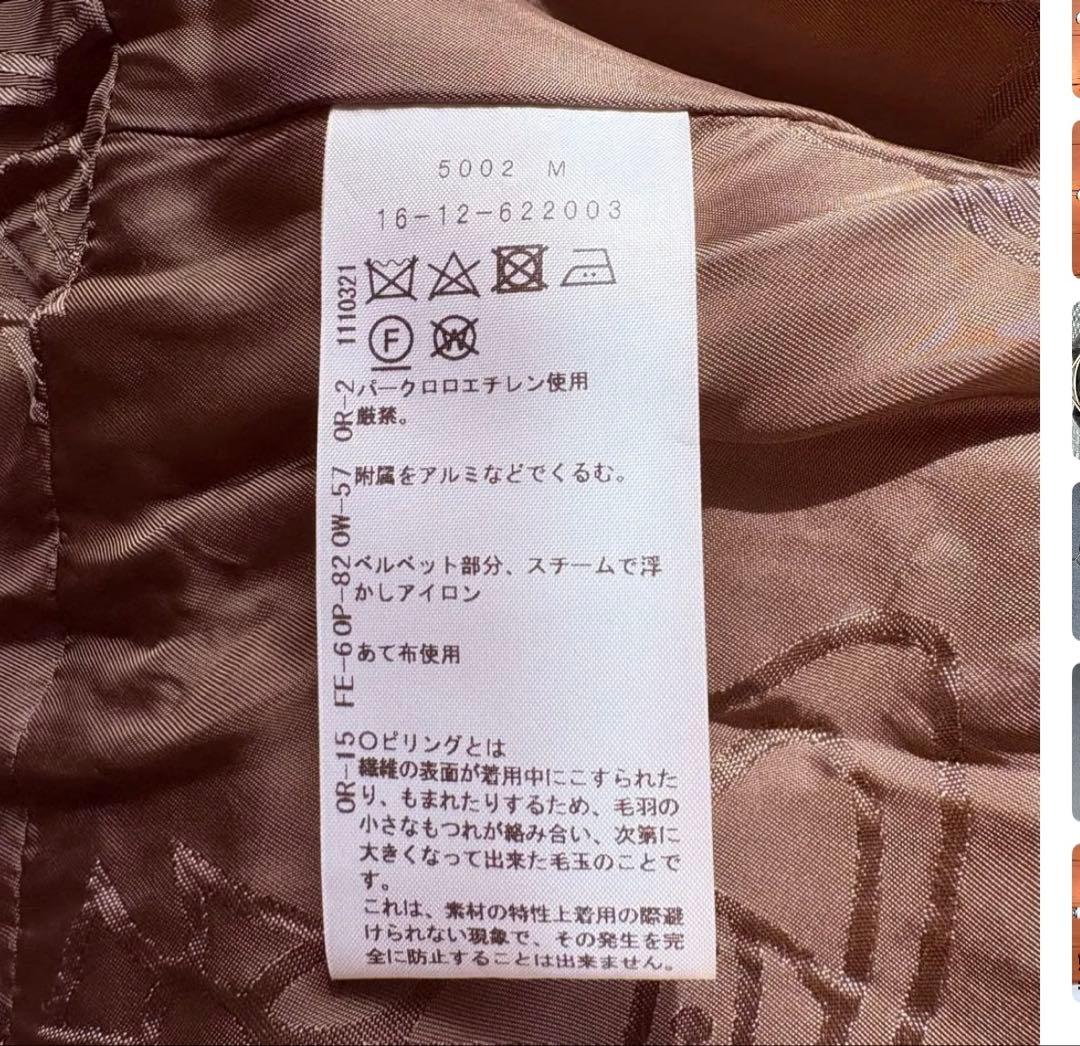 5002 M
16-12-622003
F
W
パークロロエチレン使用
厳禁。
附属をアルミなどでくるむ。
ベルベット部分、スチームで浮
かしアイロン
あて布使用
〇ピリングとは
繊維の表面が着用中にこすられた
り、もまれたりするため、毛羽の
小さなもつれが絡み合い、次第に
大きくなって出来た毛玉のことで
す。
これは、素材の特性上着用の際避
けられない現象で、その発生を完
全に防止することは出来ません。
OR-15 FE-6 OP-82 OW-57 OR-2 1110321